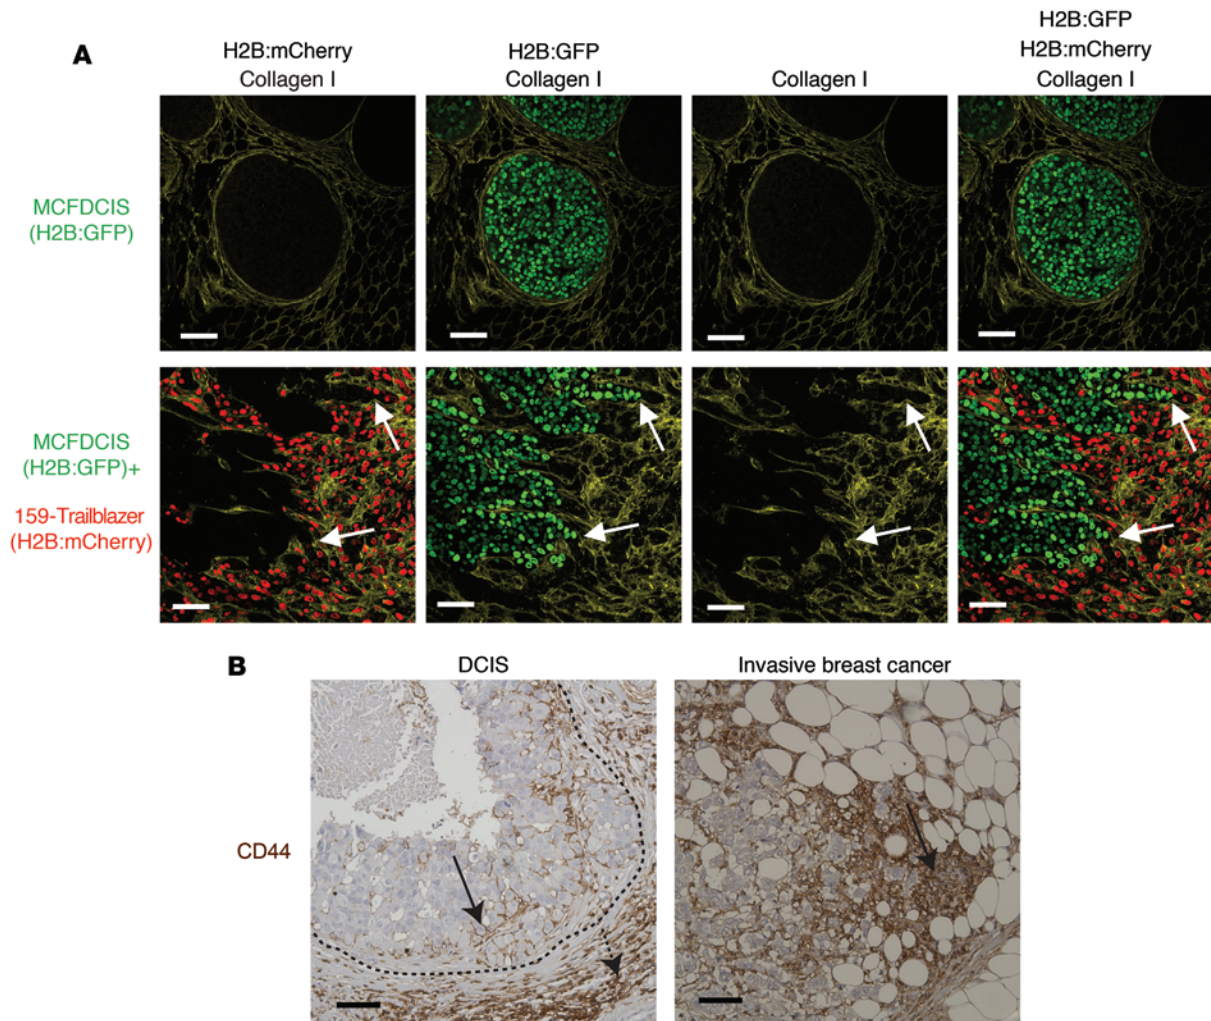 A
H2B:mCherry
Collagen I
H2B:GFP
Collagen I
Collagen I
H2B:GFP
H2B:mCherry
Collagen I
MCFDCIS
(H2B:GFP)
MCFDCIS
(H2B:GFP)+
159-Trailblazer
(H2B:mCherry)
B
DCIS
Invasive breast cancer
CD44